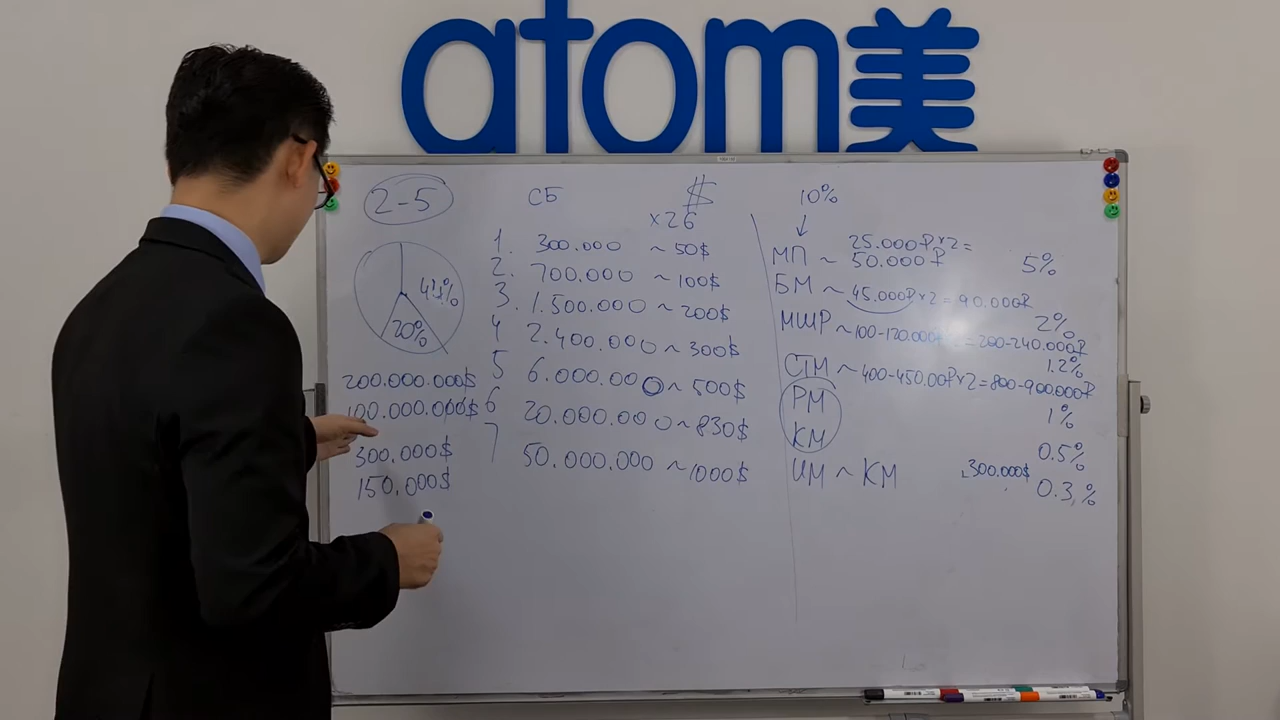 atom美
2-5
44%
20%
200.000.000$
100.000.000$
300.000$
150.000$
СБ
$
x26
1. 300.000 ~ 50$
2. 700.000 ~ 100$
3. 1.500.000 ~ 200$
4 2.400.000 ~ 300$
5 6.000.000 ~ 500$
6 20.000.000 ~ 830$
7 50.000.000 ~ 1000$
10%
25.000₽x2=
МП ~ 50.000₽ 5%
БМ ~ 45.000₽x2 = 90.000₽
2%
МШР ~ 100-120.000₽ = 200-240.000₽
1.2%
СТМ ~ 400-450.00₽x2=800-900.000₽
РМ 1%
КМ 0.5%
ИМ ~ КМ 300.000$ 0.3%